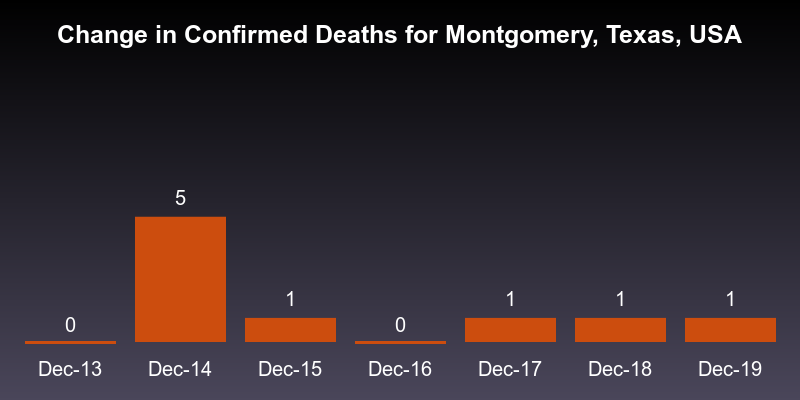 Change in Confirmed Deaths for Montgomery, Texas, USA
5
1
1
1
1
0
0
Dec-13
Dec-14
Dec-15
Dec-16
Dec-17
Dec-18
Dec-19